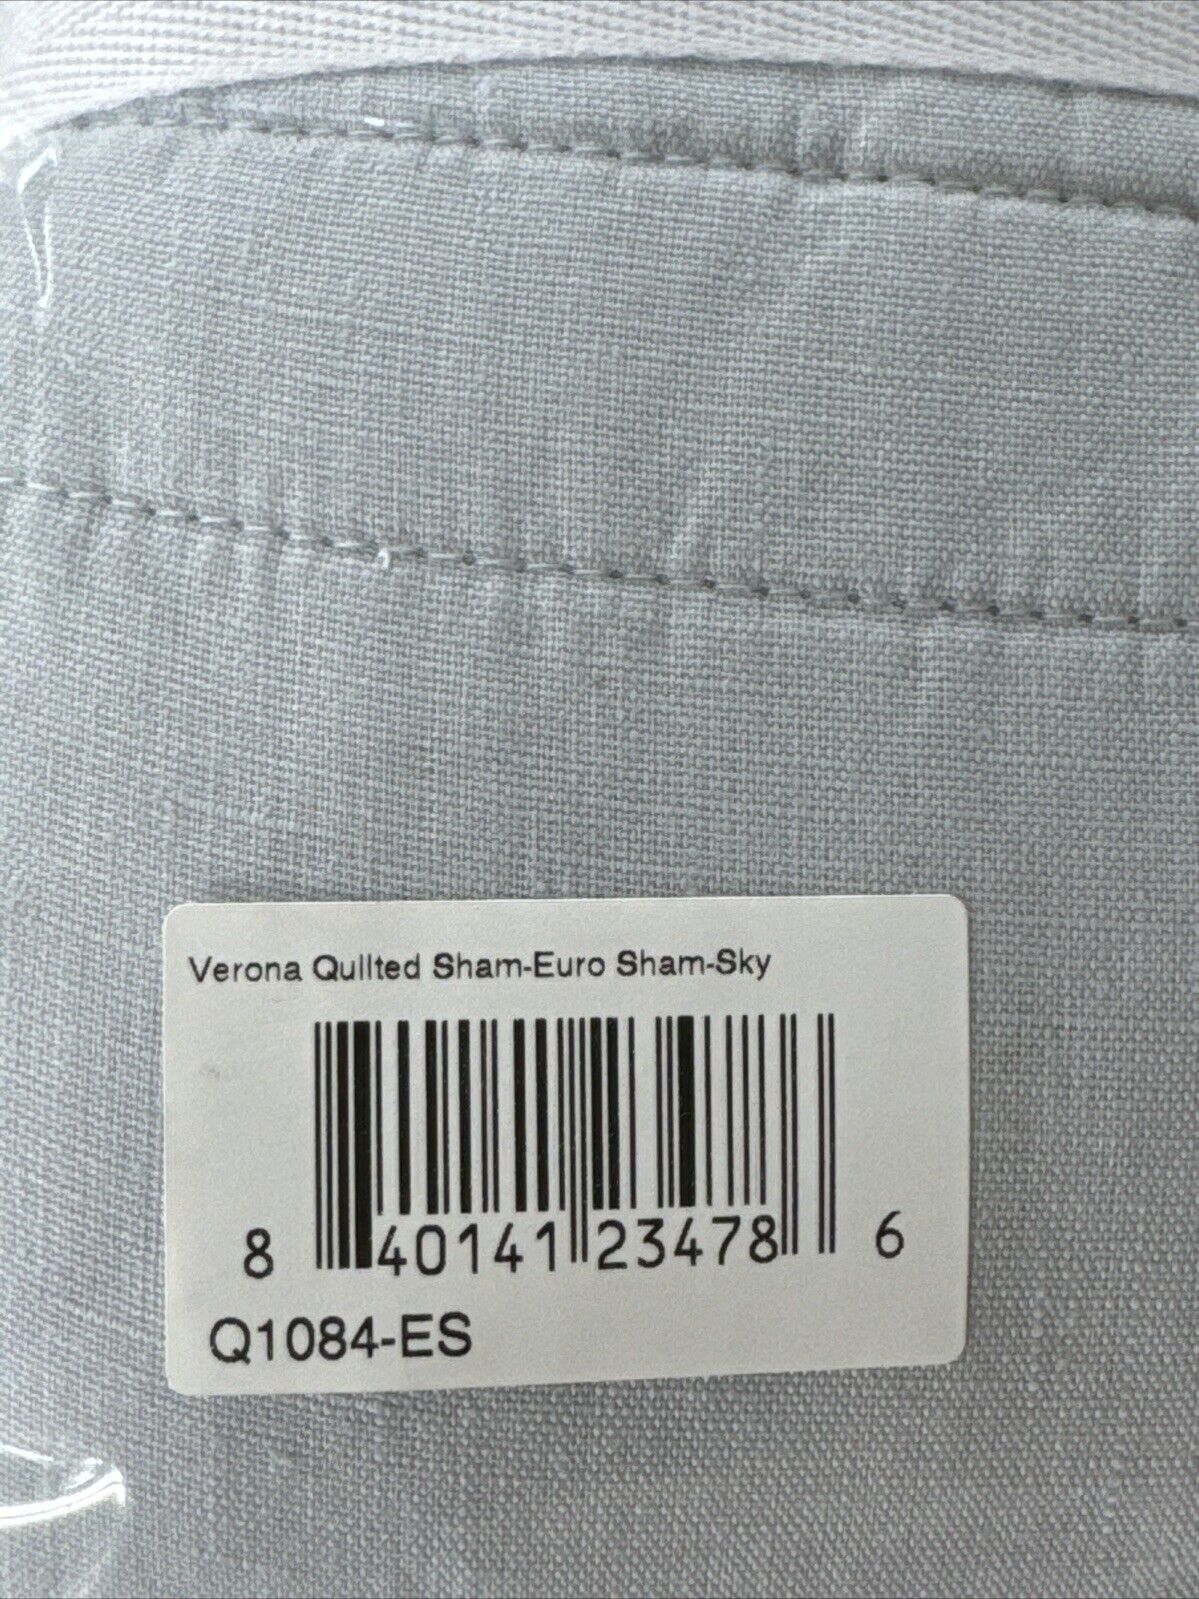 Verona Quilted Sham-Euro Sham-Sky
8 40141 23478 6
Q1084-ES